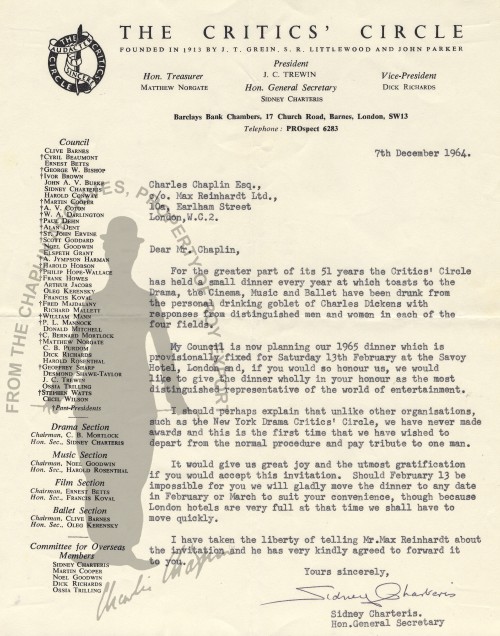 THE CRITICS' CIRCLE
FOUNDED IN 1913 BY J. T. GREIN, S. R. LITTLEWOOD AND JOHN PARKER
President
J. C. TREWIN
Hon. Treasurer
MATTHEW NORGATE
Hon. General Secretary
SIDNEY CHARTERIS
Vice-President
DICK RICHARDS
Barclays Bank Chambers, 17 Church Road, Barnes, London, SW13
Telephone : PROspect 6283
Council
CLIVE BARNES
†CYRIL BEAUMONT
ERNEST BETTS
†GEORGE W. BISHOP
†IVOR BROWN
JOHN A. V. BURKE
SIDNEY CHARTERIS
HAROLD CONWAY
†MARTIN COOPER
†A. V. COTON
†W. A. DARLINGTON
†PAUL DEHN
†ALAN DENT
†ST. JOHN ERVINE
†SCOTT GODDARD
NOEL GOODWIN
ELSPETH GRANT
†A. JYMPSON HARMAN
†HAROLD HOBSON
†PHILIP HOPE-WALLACE
†FRANK HOWES
ARTHUR JACOBS
OLEG KERENSKY
FRANCIS KOVAL
†FRED MAJDALANY
RICHARD MALLETT
†WILLIAM MANN
†P. L. MANNOCK
DONALD MITCHELL
†C. BERNARD MORTLOCK
†MATTHEW NORGATE
C. B. PURDOM
DICK RICHARDS
HAROLD ROSENTHAL
†GEOFFREY SHARP
DESMOND SHAWE-TAYLOR
J. C. TREWIN
OSSIA TRILLING
†STEPHEN WATTS
CECIL WILSON
†Past-Presidents
Drama Section
Chairman, C. B. MORTLOCK
Hon. Sec., SIDNEY CHARTERIS
Music Section
Chairman, NOEL GOODWIN
Hon. Sec., HAROLD ROSENTHAL
Film Section
Chairman, ERNEST BETTS
Hon. Sec., FRANCIS KOVAL
Ballet Section
Chairman, CLIVE BARNES
Hon. Sec., OLEG KERENSKY
Committee for Overseas
Members
SIDNEY CHARTERIS
MARTIN COOPER
NOEL GOODWIN
DICK RICHARDS
OSSIA TRILLING
7th December 1964.
Charles Chaplin Esq.,
c/o. Max Reinhardt Ltd.,
10a, Earlham Street
London, W.C.2.
Dear Mr. Chaplin,
For the greater part of its 51 years the Critics' Circle
has held a small dinner every year at which toasts to the
Drama, the Cinema, Music and Ballet have been drunk from
the personal drinking goblet of Charles Dickens with
responses from distinguished men and women in each of the
four fields.
My Council is now planning our 1965 dinner which is
provisionally fixed for Saturday 13th February at the Savoy
Hotel, London and, if you would so honour us, we would
like to give the dinner wholly in your honour as the most
distinguished representative of the world of entertainment.
I should perhaps explain that unlike other organisations,
such as the New York Drama Critics' Circle, we have never made
awards and this is the first time that we have wished to
depart from the normal procedure and pay tribute to one man.
It would give us great joy and the utmost gratification
if you would accept this invitation. Should February 13 be
impossible for you we will gladly move the dinner to any date
in February or March to suit your convenience, though because
London hotels are very full at that time we shall have to
move quickly.
I have taken the liberty of telling Mr.Max Reinhardt about
the invitation and he has very kindly agreed to forward it
to you.
Yours sincerely,
Sidney Charteris
Sidney Charteris.
Hon.General Secretary
Charlie Chaplin
FROM THE